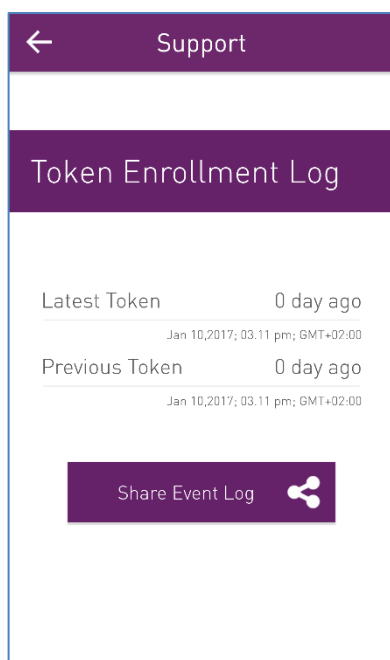 Support
Token Enrollment Log
Latest Token 0 day ago
Jan 10,2017; 03.11 pm; GMT+02:00
Previous Token 0 day ago
Jan 10,2017; 03.11 pm; GMT+02:00
Share Event Log